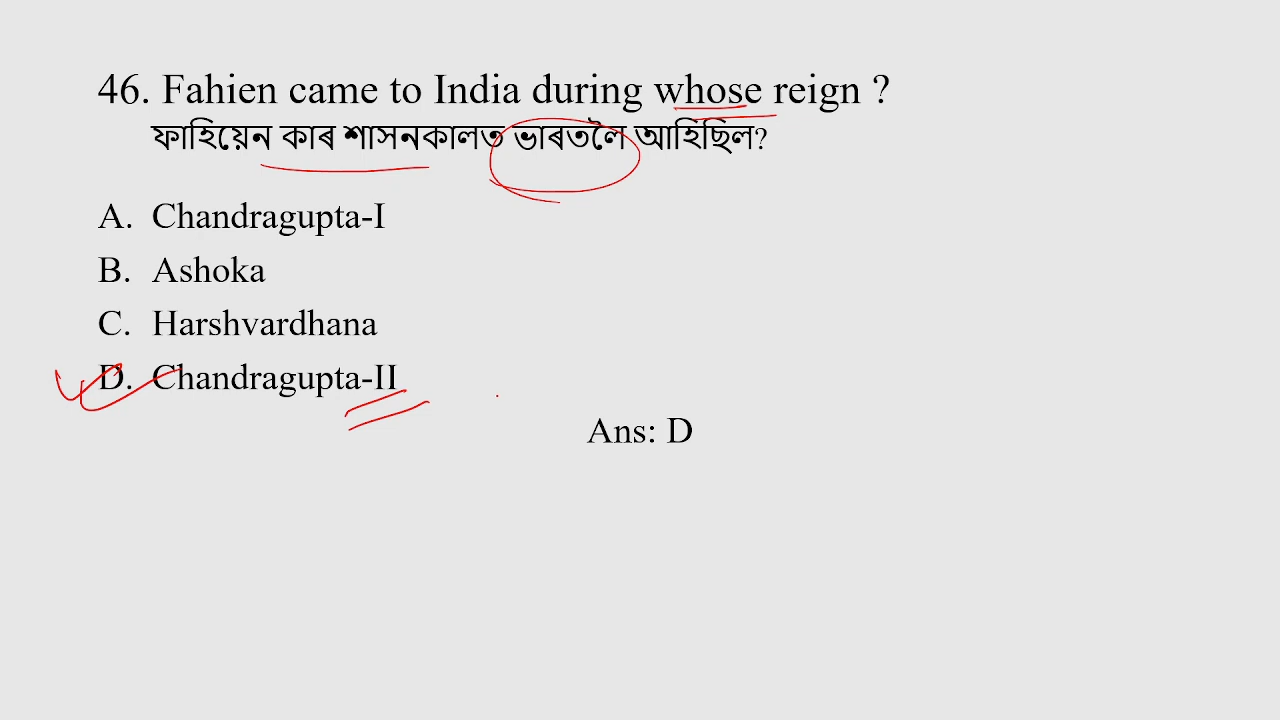 46. Fahien came to India during whose reign ?
ফাহিয়েন কাৰ শাসনকালত ভাৰতলৈ আহিছিল?
A. Chandragupta-I
B. Ashoka
C. Harshvardhana
D. Chandragupta-II
Ans: D